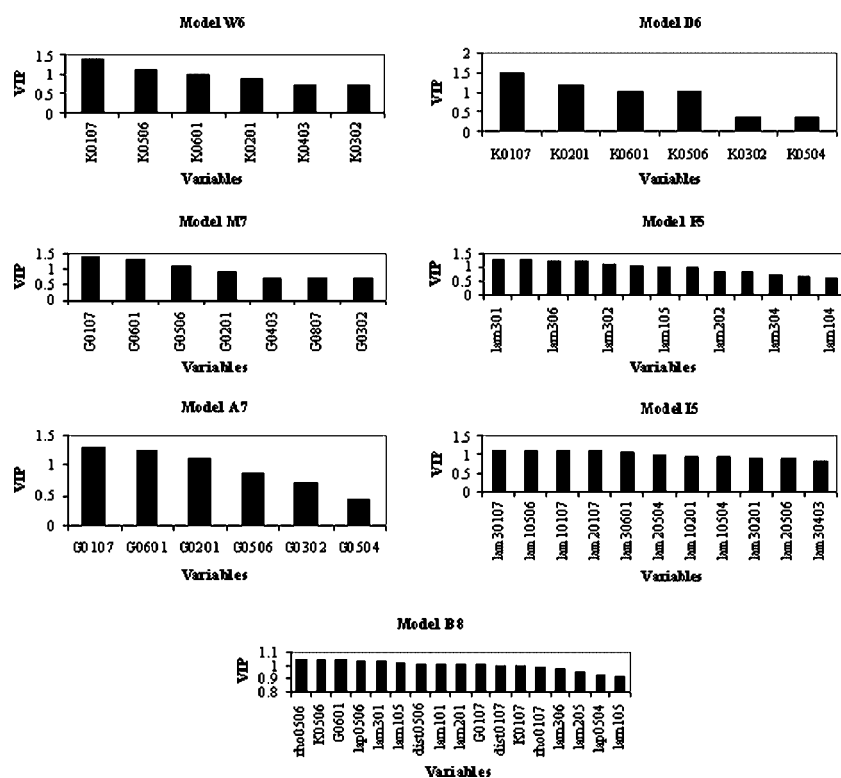 Model W6
VIP
1.5
1
0.5
0
K0107 K0506 K0601 K0201 K0403 K0302
Variables
Model D6
VIP
2
1.5
1
0.5
0
K0107 K0201 K0601 K0506 K0302 K0504
Variables
Model M7
VIP
1.5
1
0.5
0
G0107 G0601 G0506 G0201 G0403 G0807 G0302
Variables
Model F5
VIP
1.5
1
0.5
0
lam301 lam306 lam302 lam105 lam202 lam304 lam104
Variables
Model A7
VIP
1.5
1
0.5
0
G0107 G0601 G0201 G0506 G0302 G0504
Variables
Model I5
VIP
1.5
1
0.5
0
lam30107 lam10506 lam10107 lam20107 lam30601 lam20504 lam10201 lam10504 lam30201 lam20506 lam30403
Variables
Model B8
VIP
1.1
1
0.9
0.8
rho0506 K0506 G0601 lap0506 lam301 lam105 dist0506 lam101 lam201 G0107 dist0107 K0107 rho0107 lam306 lam205 lap0504 lam105
Variables